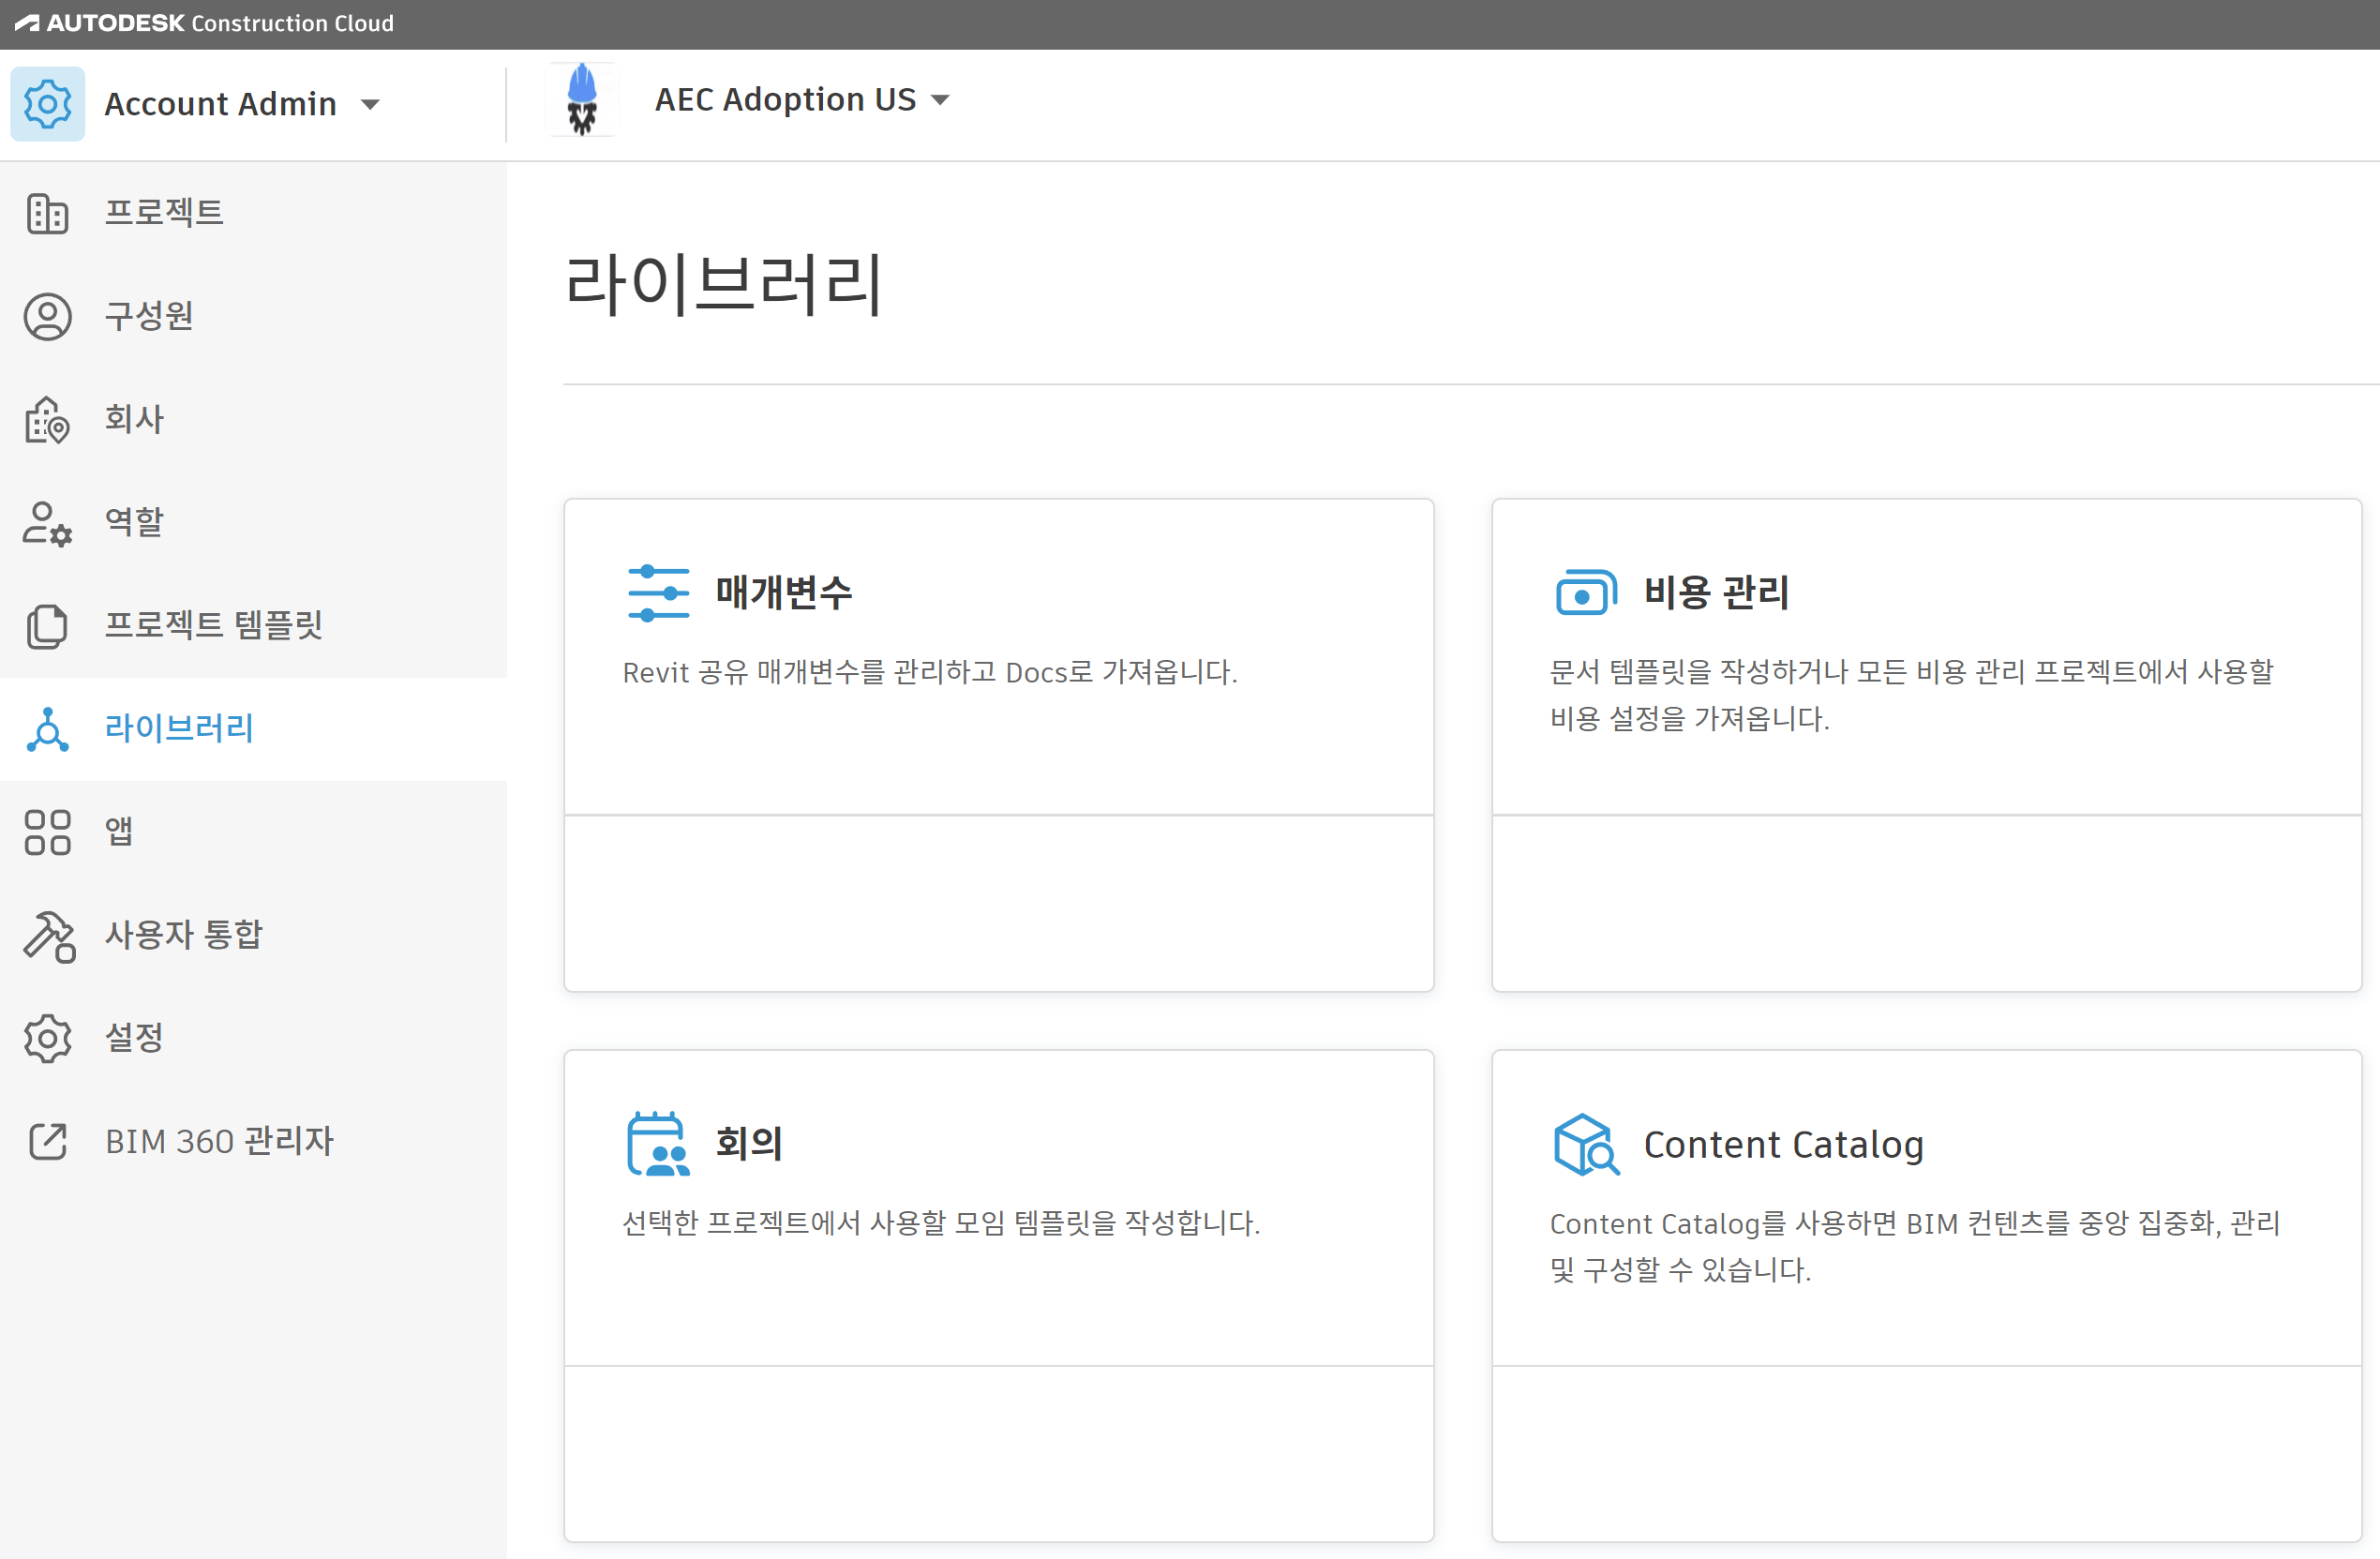 AUTODESK Construction Cloud
Account Admin
AEC Adoption US
프로젝트
구성원
회사
역할
프로젝트 템플릿
라이브러리
앱
사용자 통합
설정
BIM 360 관리자
라이브러리
매개변수
Revit 공유 매개변수를 관리하고 Docs로 가져옵니다.
비용 관리
문서 템플릿을 작성하거나 모든 비용 관리 프로젝트에서 사용할
비용 설정을 가져옵니다.
회의
선택한 프로젝트에서 사용할 모임 템플릿을 작성합니다.
Content Catalog
Content Catalog를 사용하면 BIM 컨텐츠를 중앙 집중화, 관리
및 구성할 수 있습니다.